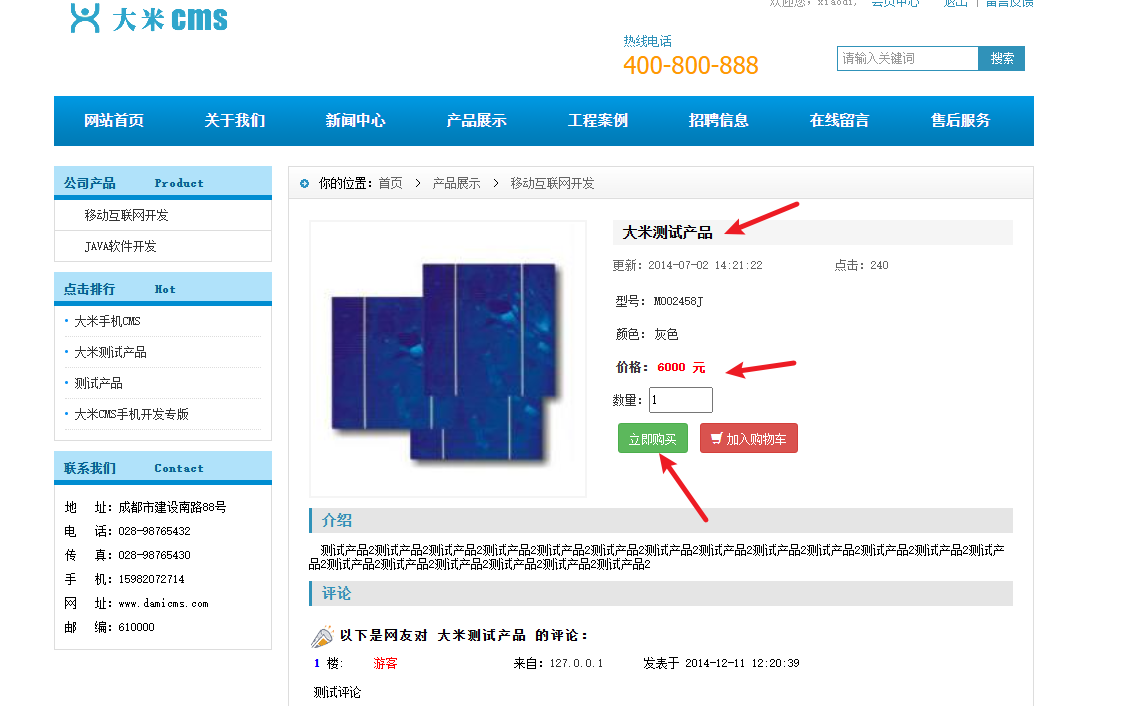 欢迎您，xiaodi, 会员中心 退出 | 留言反馈
大米cms
热线电话
400-800-888
请输入关键词 搜索
网站首页 关于我们 新闻中心 产品展示 工程案例 招聘信息 在线留言 售后服务
公司产品 Product
移动互联网开发
JAVA软件开发
点击排行 Hot
大米手机CMS
大米测试产品
测试产品
大米CMS手机开发专版
联系我们 Contact
地 址：成都市建设南路88号
电 话：028-98765432
传 真：028-98765430
手 机：15982072714
网 址：www.damicms.com
邮 编：610000
你的位置：首页 > 产品展示 > 移动互联网开发
大米测试产品
更新：2014-07-02 14:21:22 点击：240
型号： M002458J
颜色： 灰色
价格： 6000 元
数量： 1
立即购买 加入购物车
介绍
测试产品2测试产品2测试产品2测试产品2测试产品2测试产品2测试产品2测试产品2测试产品2测试产品2测试产品2测试产品2测试产
品2测试产品2测试产品2测试产品2测试产品2测试产品2测试产品2
评论
以下是网友对 大米测试产品 的评论：
1 楼: 游客 来自：127.0.0.1 发表于 2014-12-11 12:20:39
测试评论